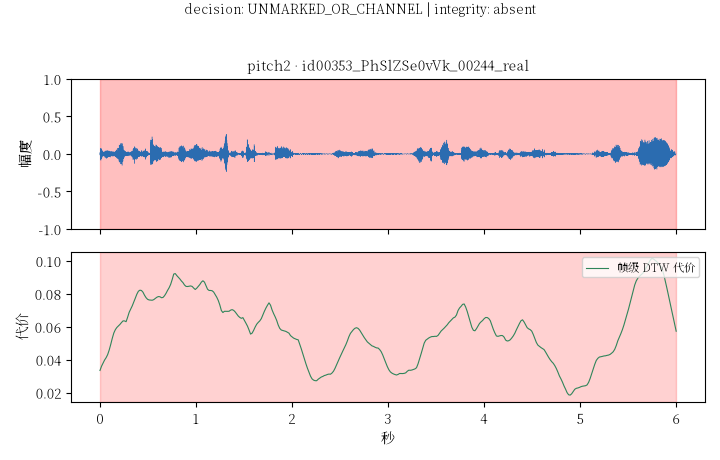 decision: UNMARKED_OR_CHANNEL | integrity: absent
pitch2 · id00353_PhSlZSe0vVk_00244_real
1.0
0.5
0.0
-0.5
-1.0
幅度
0.10
0.08
0.06
0.04
0.02
代价
帧级 DTW 代价
0 1 2 3 4 5 6
秒